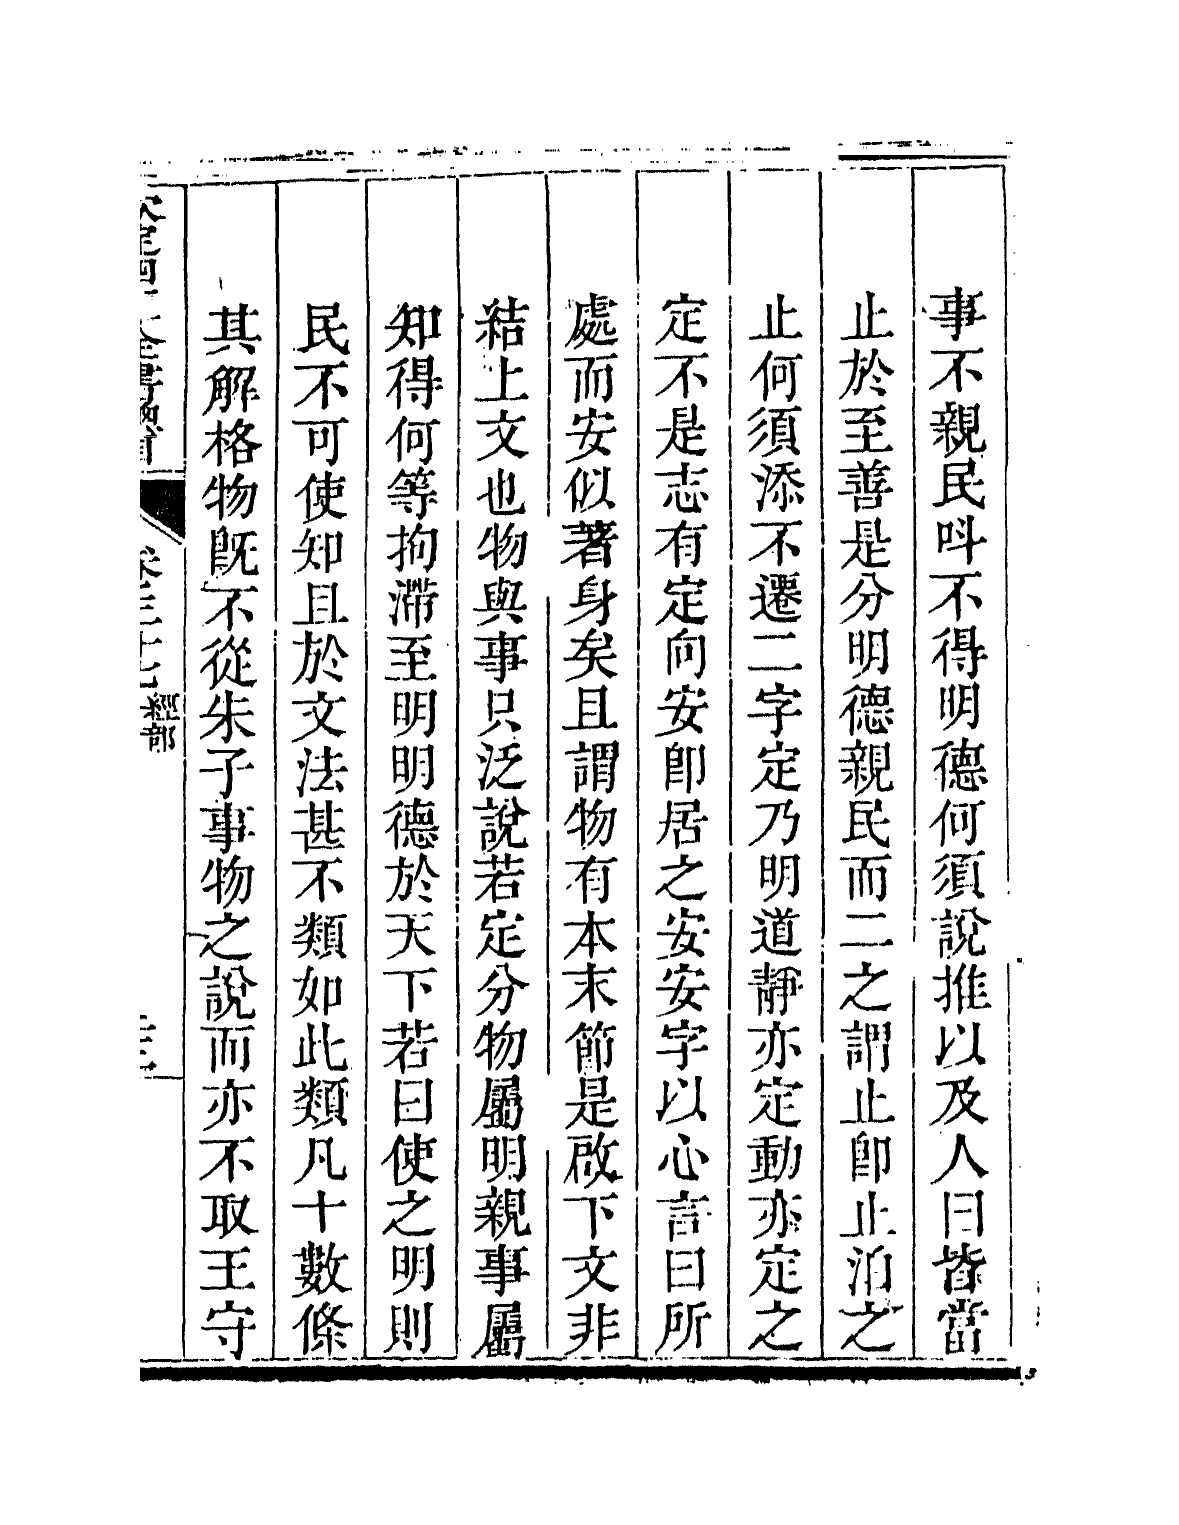 事不親民呌不得明德何須說推以及人曰皆當
止於至善是分明德親民而二之謂止卽止泊之
止何須添不遷二字定乃明道靜亦定動亦定之
定不是志有定向安卽居之安安字以心言曰所
處而安似著身矣且謂物有本末節是啟下文非
結上文也物與事只泛說若定分物屬明親事屬
知得何等拘滯至明明德於天下若曰使之明則
民不可使知且於文法甚不類如此類凡十數條
其解格物旣不從朱子事物之說而亦不取王守
欽定四庫全書總目
卷三十七 經部